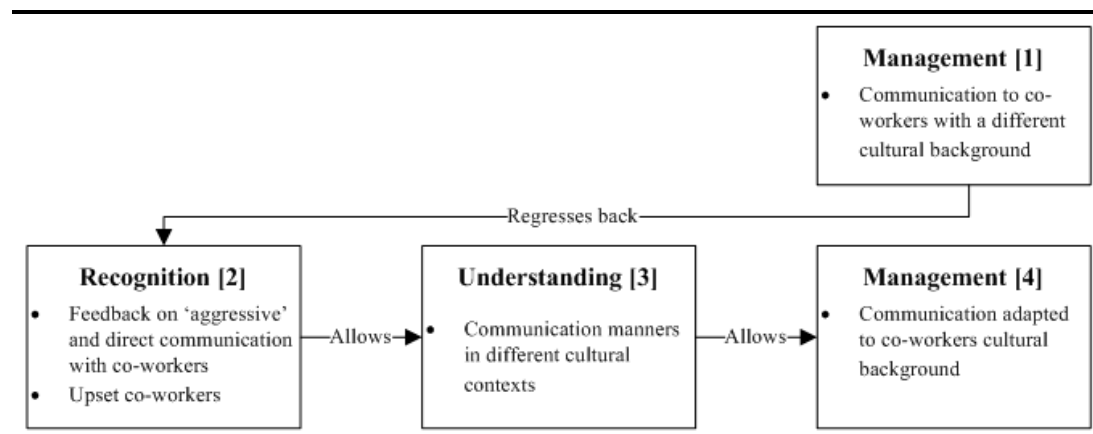 Management [1]
• Communication to co-
workers with a different
cultural background
Regresses back
Recognition [2]
• Feedback on ‘aggressive’
and direct communication
with co-workers
• Upset co-workers
Allows
Understanding [3]
• Communication manners
in different cultural
contexts
Allows
Management [4]
• Communication adapted
to co-workers cultural
background